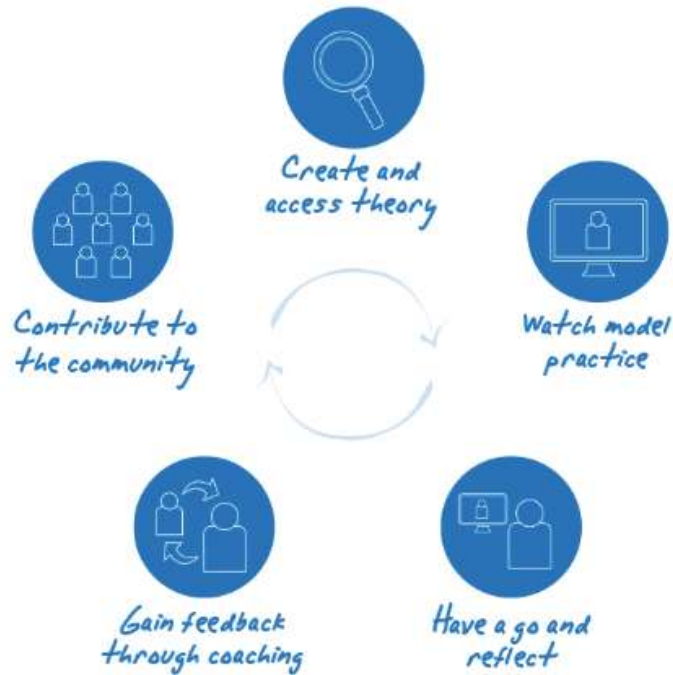 Create and
access theory
Watch model
practice
Have a go and
reflect
Gain feedback
through coaching
Contribute to
the community